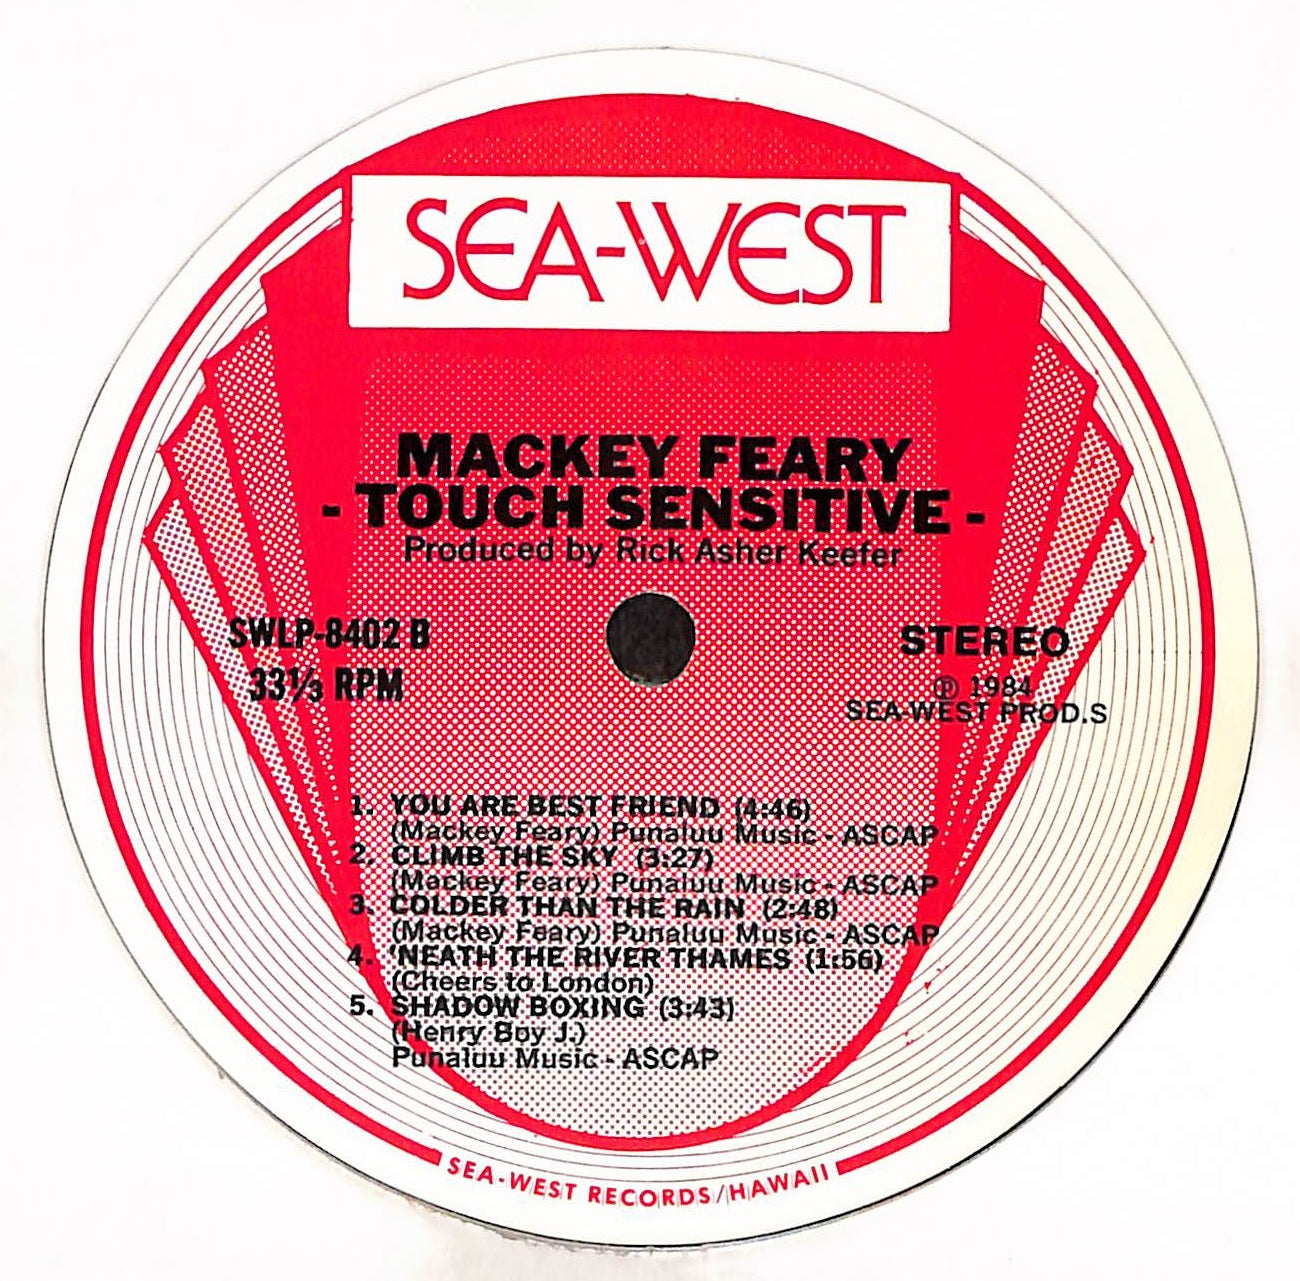 SEA-WEST
MACKEY FEARY
- TOUCH SENSITIVE -
Produced by Rick Asher Keefer
SWLP-8402 B
33⅓ RPM
STEREO
℗ 1984
SEA-WEST PROD.S
1. YOU ARE BEST FRIEND (4:46)
(Mackey Feary) Punaluu Music - ASCAP
2. CLIMB THE SKY (3:27)
(Mackey Feary) Punaluu Music - ASCAP
3. COLDER THAN THE RAIN (2:48)
(Mackey Feary) Punaluu Music - ASCAP
4. 'NEATH THE RIVER THAMES (1:56)
(Cheers to London)
5. SHADOW BOXING (3:43)
(Henry Boy J.)
Punaluu Music - ASCAP
SEA-WEST RECORDS/HAWAII